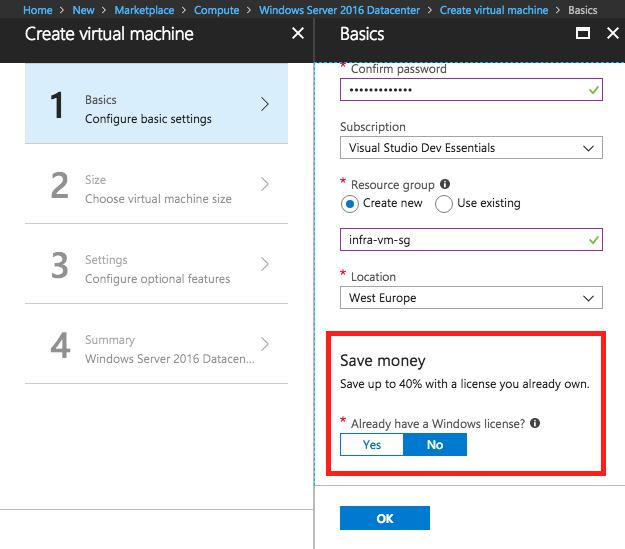 Home > New > Marketplace > Compute > Windows Server 2016 Datacenter > Create virtual machine > Basics
Create virtual machine
1
Basics
Configure basic settings
2
Size
Choose virtual machine size
3
Settings
Configure optional features
4
Summary
Windows Server 2016 Datacen...
Basics
* Confirm password
•••••••••••••
Subscription
Visual Studio Dev Essentials
* Resource group
Create new Use existing
infra-vm-sg
* Location
West Europe
Save money
Save up to 40% with a license you already own.
* Already have a Windows license?
Yes No
OK